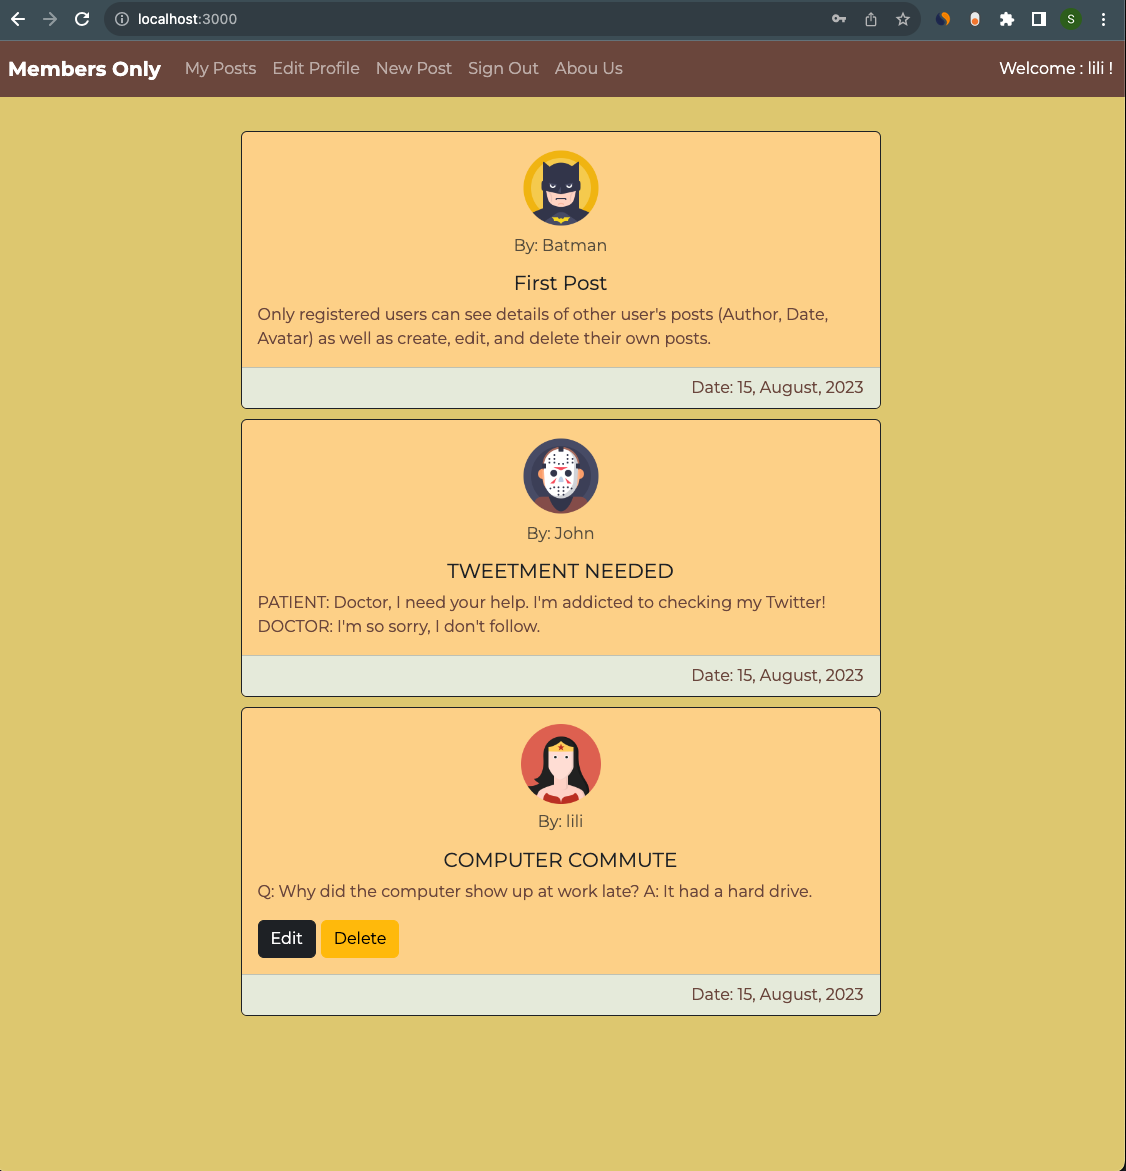 localhost:3000
S
Members Only My Posts Edit Profile New Post Sign Out Abou Us Welcome : lili !
By: Batman
First Post
Only registered users can see details of other user's posts (Author, Date,
Avatar) as well as create, edit, and delete their own posts.
Date: 15, August, 2023
By: John
TWEETMENT NEEDED
PATIENT: Doctor, I need your help. I'm addicted to checking my Twitter!
DOCTOR: I'm so sorry, I don't follow.
Date: 15, August, 2023
By: lili
COMPUTER COMMUTE
Q: Why did the computer show up at work late? A: It had a hard drive.
Edit Delete
Date: 15, August, 2023